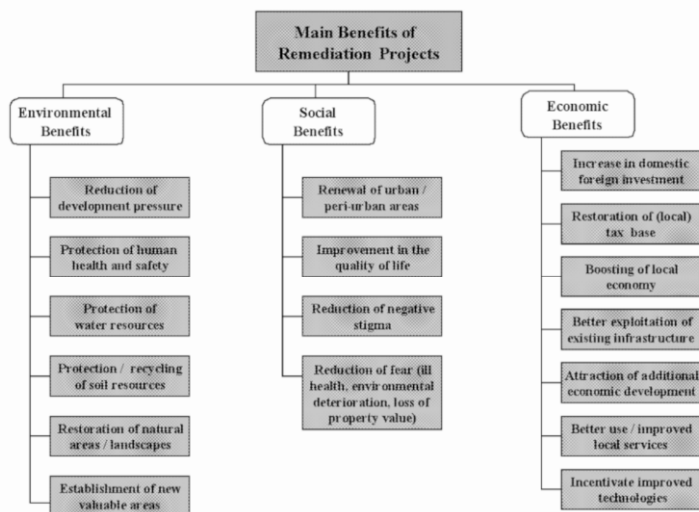 Main Benefits of
Remediation Projects
Environmental
Benefits
Reduction of
development pressure
Protection of human
health and safety
Protection of
water resources
Protection / recycling
of soil resources
Restoration of natural
areas / landscapes
Establishment of new
valuable areas
Social
Benefits
Renewal of urban /
peri-urban areas
Improvement in the
quality of life
Reduction of negative
stigma
Reduction of fear (ill
health, environmental
deterioration, loss of
property value)
Economic
Benefits
Increase in domestic
foreign investment
Restoration of (local)
tax base
Boosting of local
economy
Better exploitation of
existing infrastructure
Attraction of additional
economic development
Better use / improved
local services
Incentivate improved
technologies